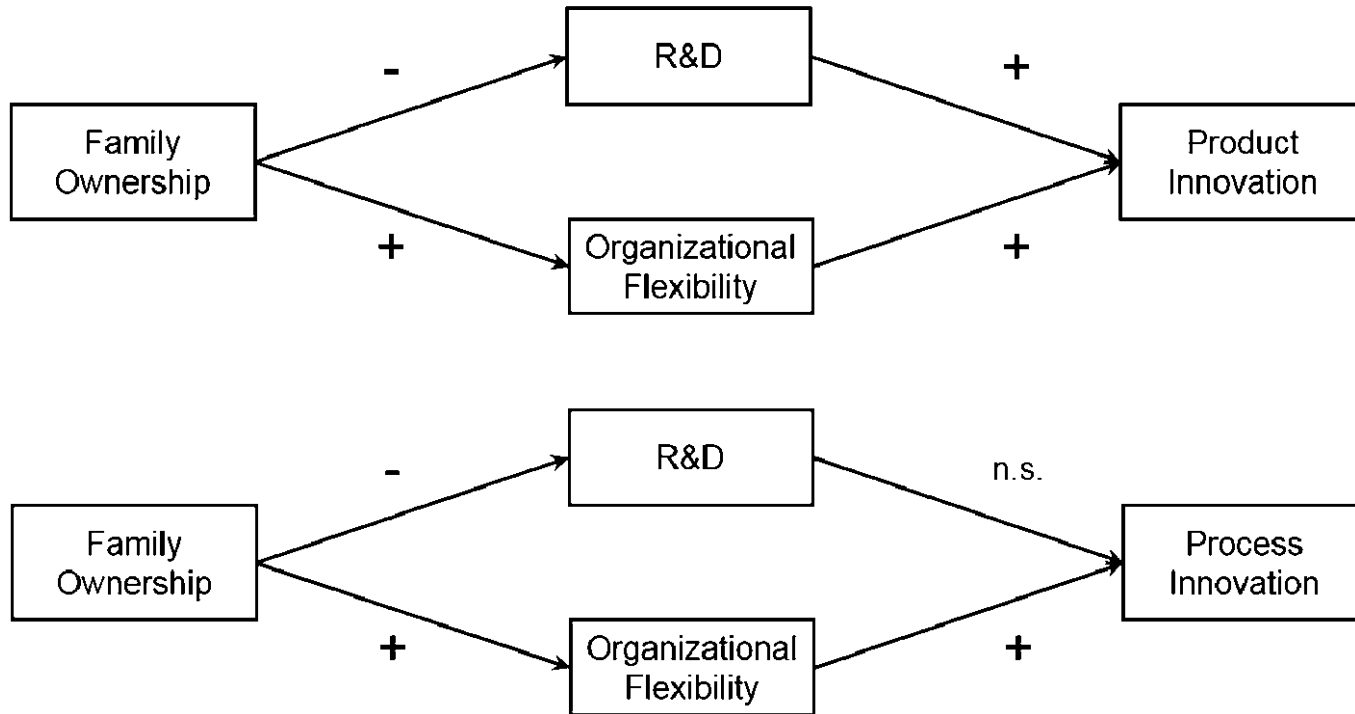 -
R&D
+
Family
Ownership
Product
Innovation
+
Organizational
Flexibility
+
-
R&D
n.s.
Family
Ownership
Process
Innovation
+
Organizational
Flexibility
+